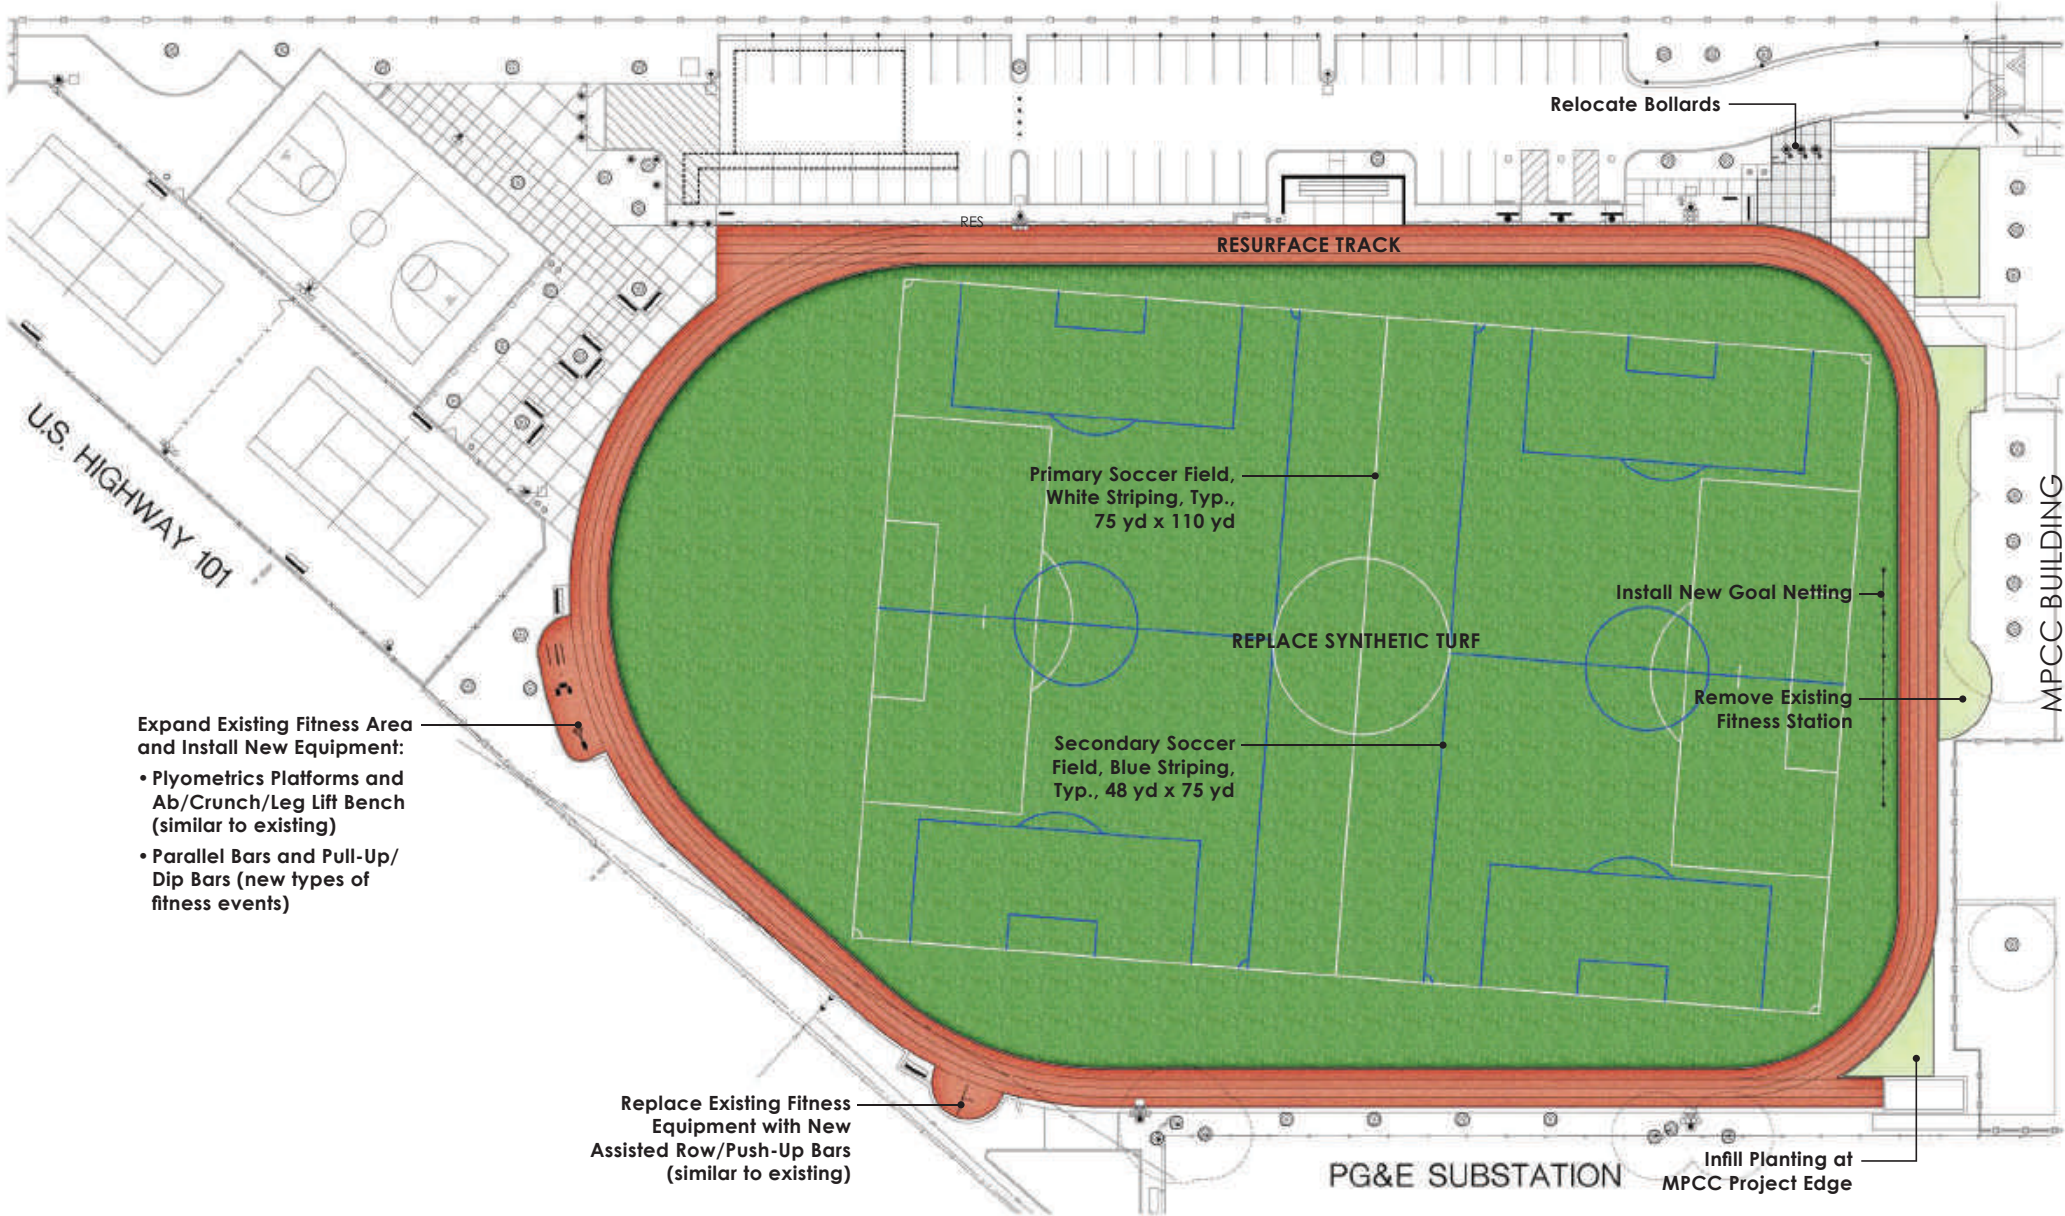 Relocate Bollards
RES
RESURFACE TRACK
U.S. HIGHWAY 101
Primary Soccer Field,
White Striping, Typ.,
75 yd x 110 yd
Install New Goal Netting
MPCC BUILDING
REPLACE SYNTHETIC TURF
Remove Existing
Fitness Station
Expand Existing Fitness Area
and Install New Equipment:
• Plyometrics Platforms and
Ab/Crunch/Leg Lift Bench
(similar to existing)
• Parallel Bars and Pull-Up/
Dip Bars (new types of
fitness events)
Secondary Soccer
Field, Blue Striping,
Typ., 48 yd x 75 yd
Replace Existing Fitness
Equipment with New
Assisted Row/Push-Up Bars
(similar to existing)
PG&E SUBSTATION
Infill Planting at
MPCC Project Edge